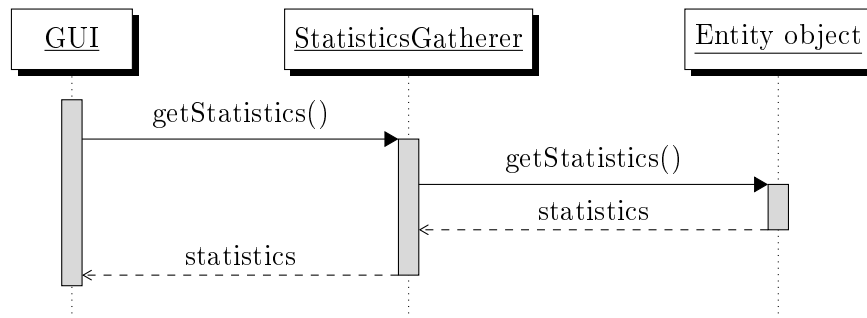 GUI
StatisticsGatherer
Entity object
getStatistics()
getStatistics()
statistics
statistics